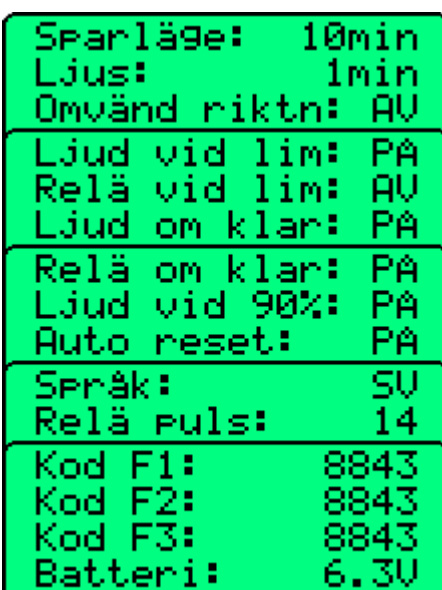 Sparläge: 10min
Ljus: 1min
Omvänd riktn: AV
Ljud vid lim: PÅ
Relä vid lim: AV
Ljud om klar: PÅ
Relä om klar: PÅ
Ljud vid 90%: PÅ
Auto reset: PÅ
Språk: SV
Relä puls: 14
Kod F1: 8843
Kod F2: 8843
Kod F3: 8843
Batteri: 6.3V